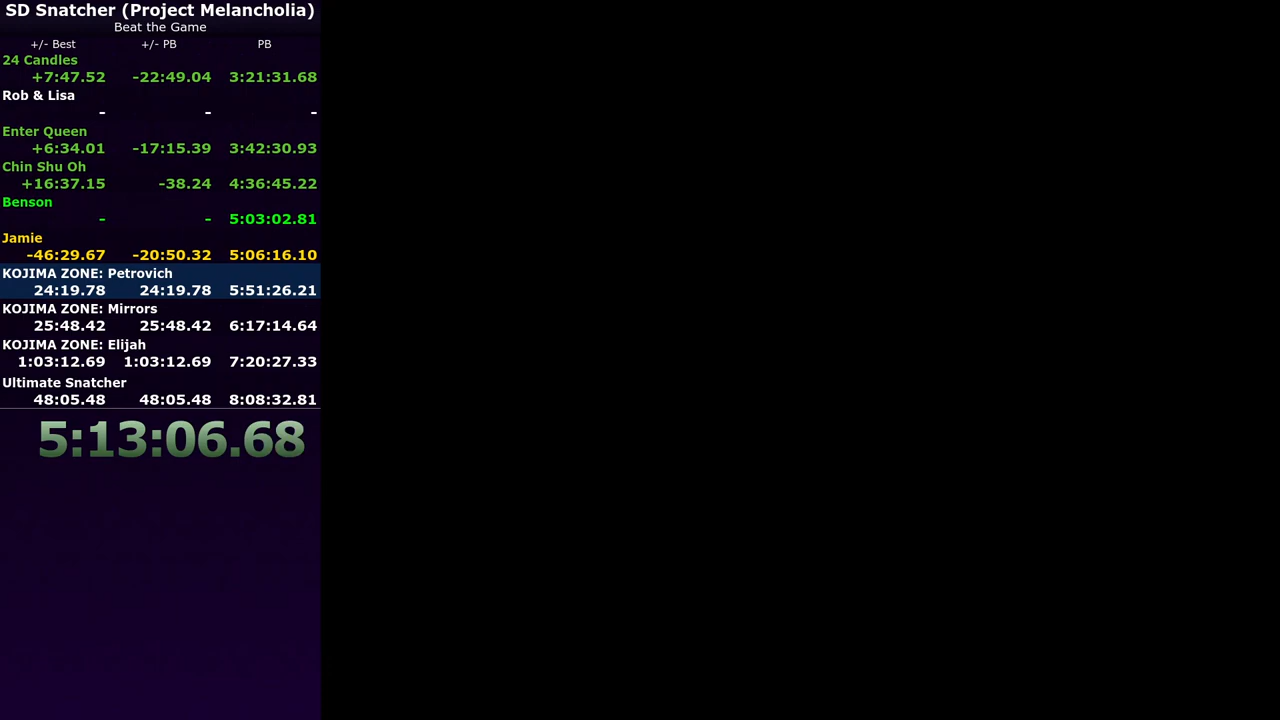 SD Snatcher (Project Melancholia)
Beat the Game
+/- Best +/- PB PB
24 Candles
+7:47.52 -22:49.04 3:21:31.68
Rob & Lisa
- - -
Enter Queen
+6:34.01 -17:15.39 3:42:30.93
Chin Shu Oh
+16:37.15 -38.24 4:36:45.22
Benson
- - 5:03:02.81
Jamie
-46:29.67 -20:50.32 5:06:16.10
KOJIMA ZONE: Petrovich
24:19.78 24:19.78 5:51:26.21
KOJIMA ZONE: Mirrors
25:48.42 25:48.42 6:17:14.64
KOJIMA ZONE: Elijah
1:03:12.69 1:03:12.69 7:20:27.33
Ultimate Snatcher
48:05.48 48:05.48 8:08:32.81
5:13:06.68